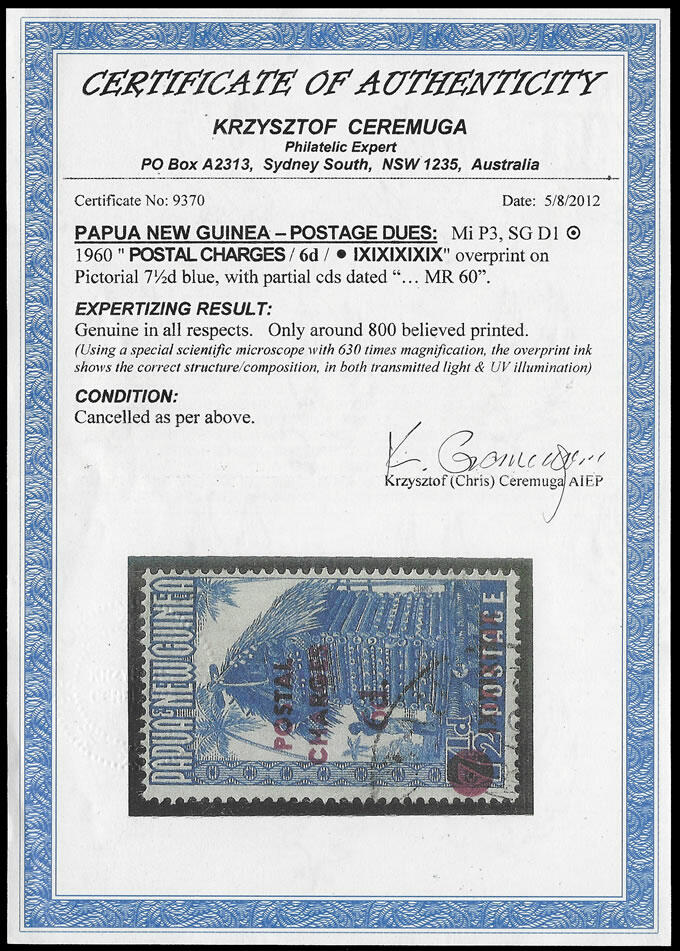 CERTIFICATE OF AUTHENTICITY
KRZYSZTOF CEREMUGA
Philatelic Expert
PO Box A2313, Sydney South, NSW 1235, Australia
Certificate No: 9370 Date: 5/8/2012
PAPUA NEW GUINEA – POSTAGE DUES: Mi P3, SG D1 ⊙
1960 " POSTAL CHARGES / 6d / ● IXIXIXIXIX" overprint on
Pictorial 7½d blue, with partial cds dated “… MR 60”.
EXPERTIZING RESULT:
Genuine in all respects. Only around 800 believed printed.
(Using a special scientific microscope with 630 times magnification, the overprint ink
shows the correct structure/composition, in both transmitted light & UV illumination)
CONDITION:
Cancelled as per above.
K. Ceremuga
Krzysztof (Chris) Ceremuga AIEP
PAPUA & NEW GUINEA
POSTAL
CHARGES
6d.
7½d
POSTAGE